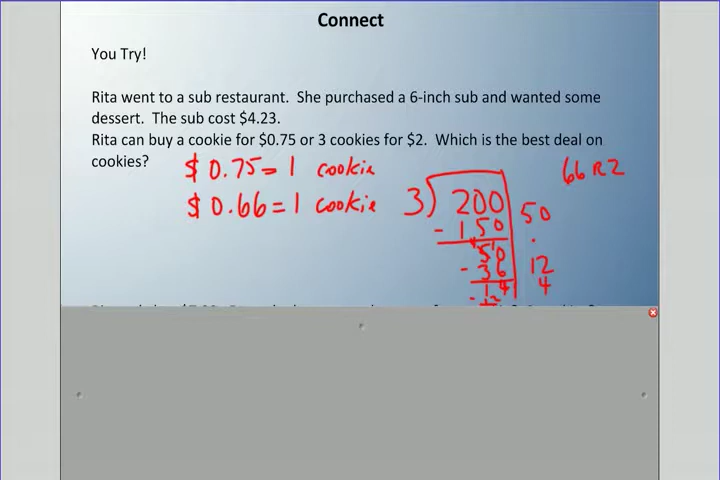 Connect
You Try!
Rita went to a sub restaurant. She purchased a 6-inch sub and wanted some
dessert. The sub cost $4.23.
Rita can buy a cookie for $0.75 or 3 cookies for $2. Which is the best deal on
cookies?
$ 0.75 = 1 cookie
66 R2
$ 0.66 = 1 cookie
3) 200
50
- 150
50
12
- 36
14
4
- 12